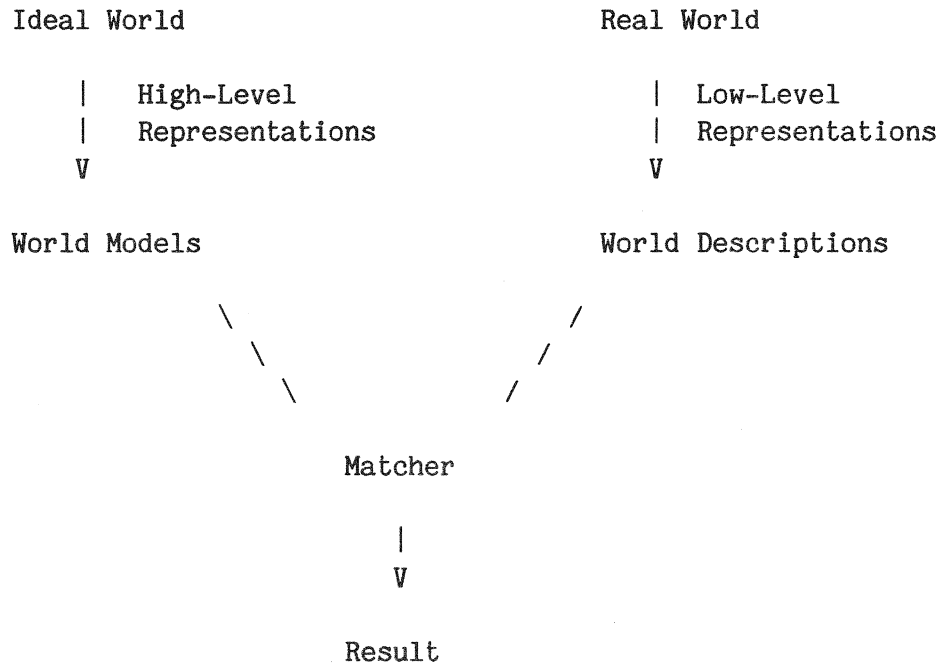 Ideal World Real World
| High-Level | Low-Level
| Representations | Representations
V V
World Models World Descriptions
\ /
\ /
\ /
Matcher
|
V
Result